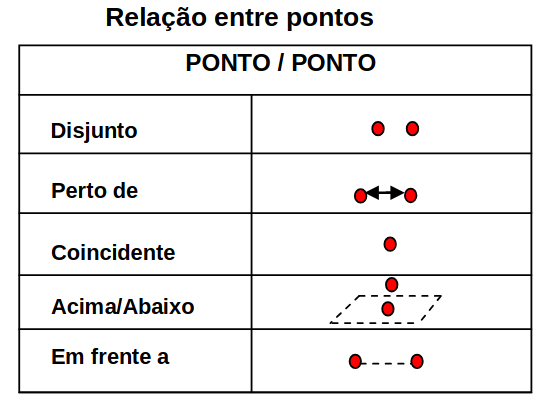 Relação entre pontos
PONTO / PONTO
Disjunto
Perto de
Coincidente
Acima/Abaixo
Em frente a